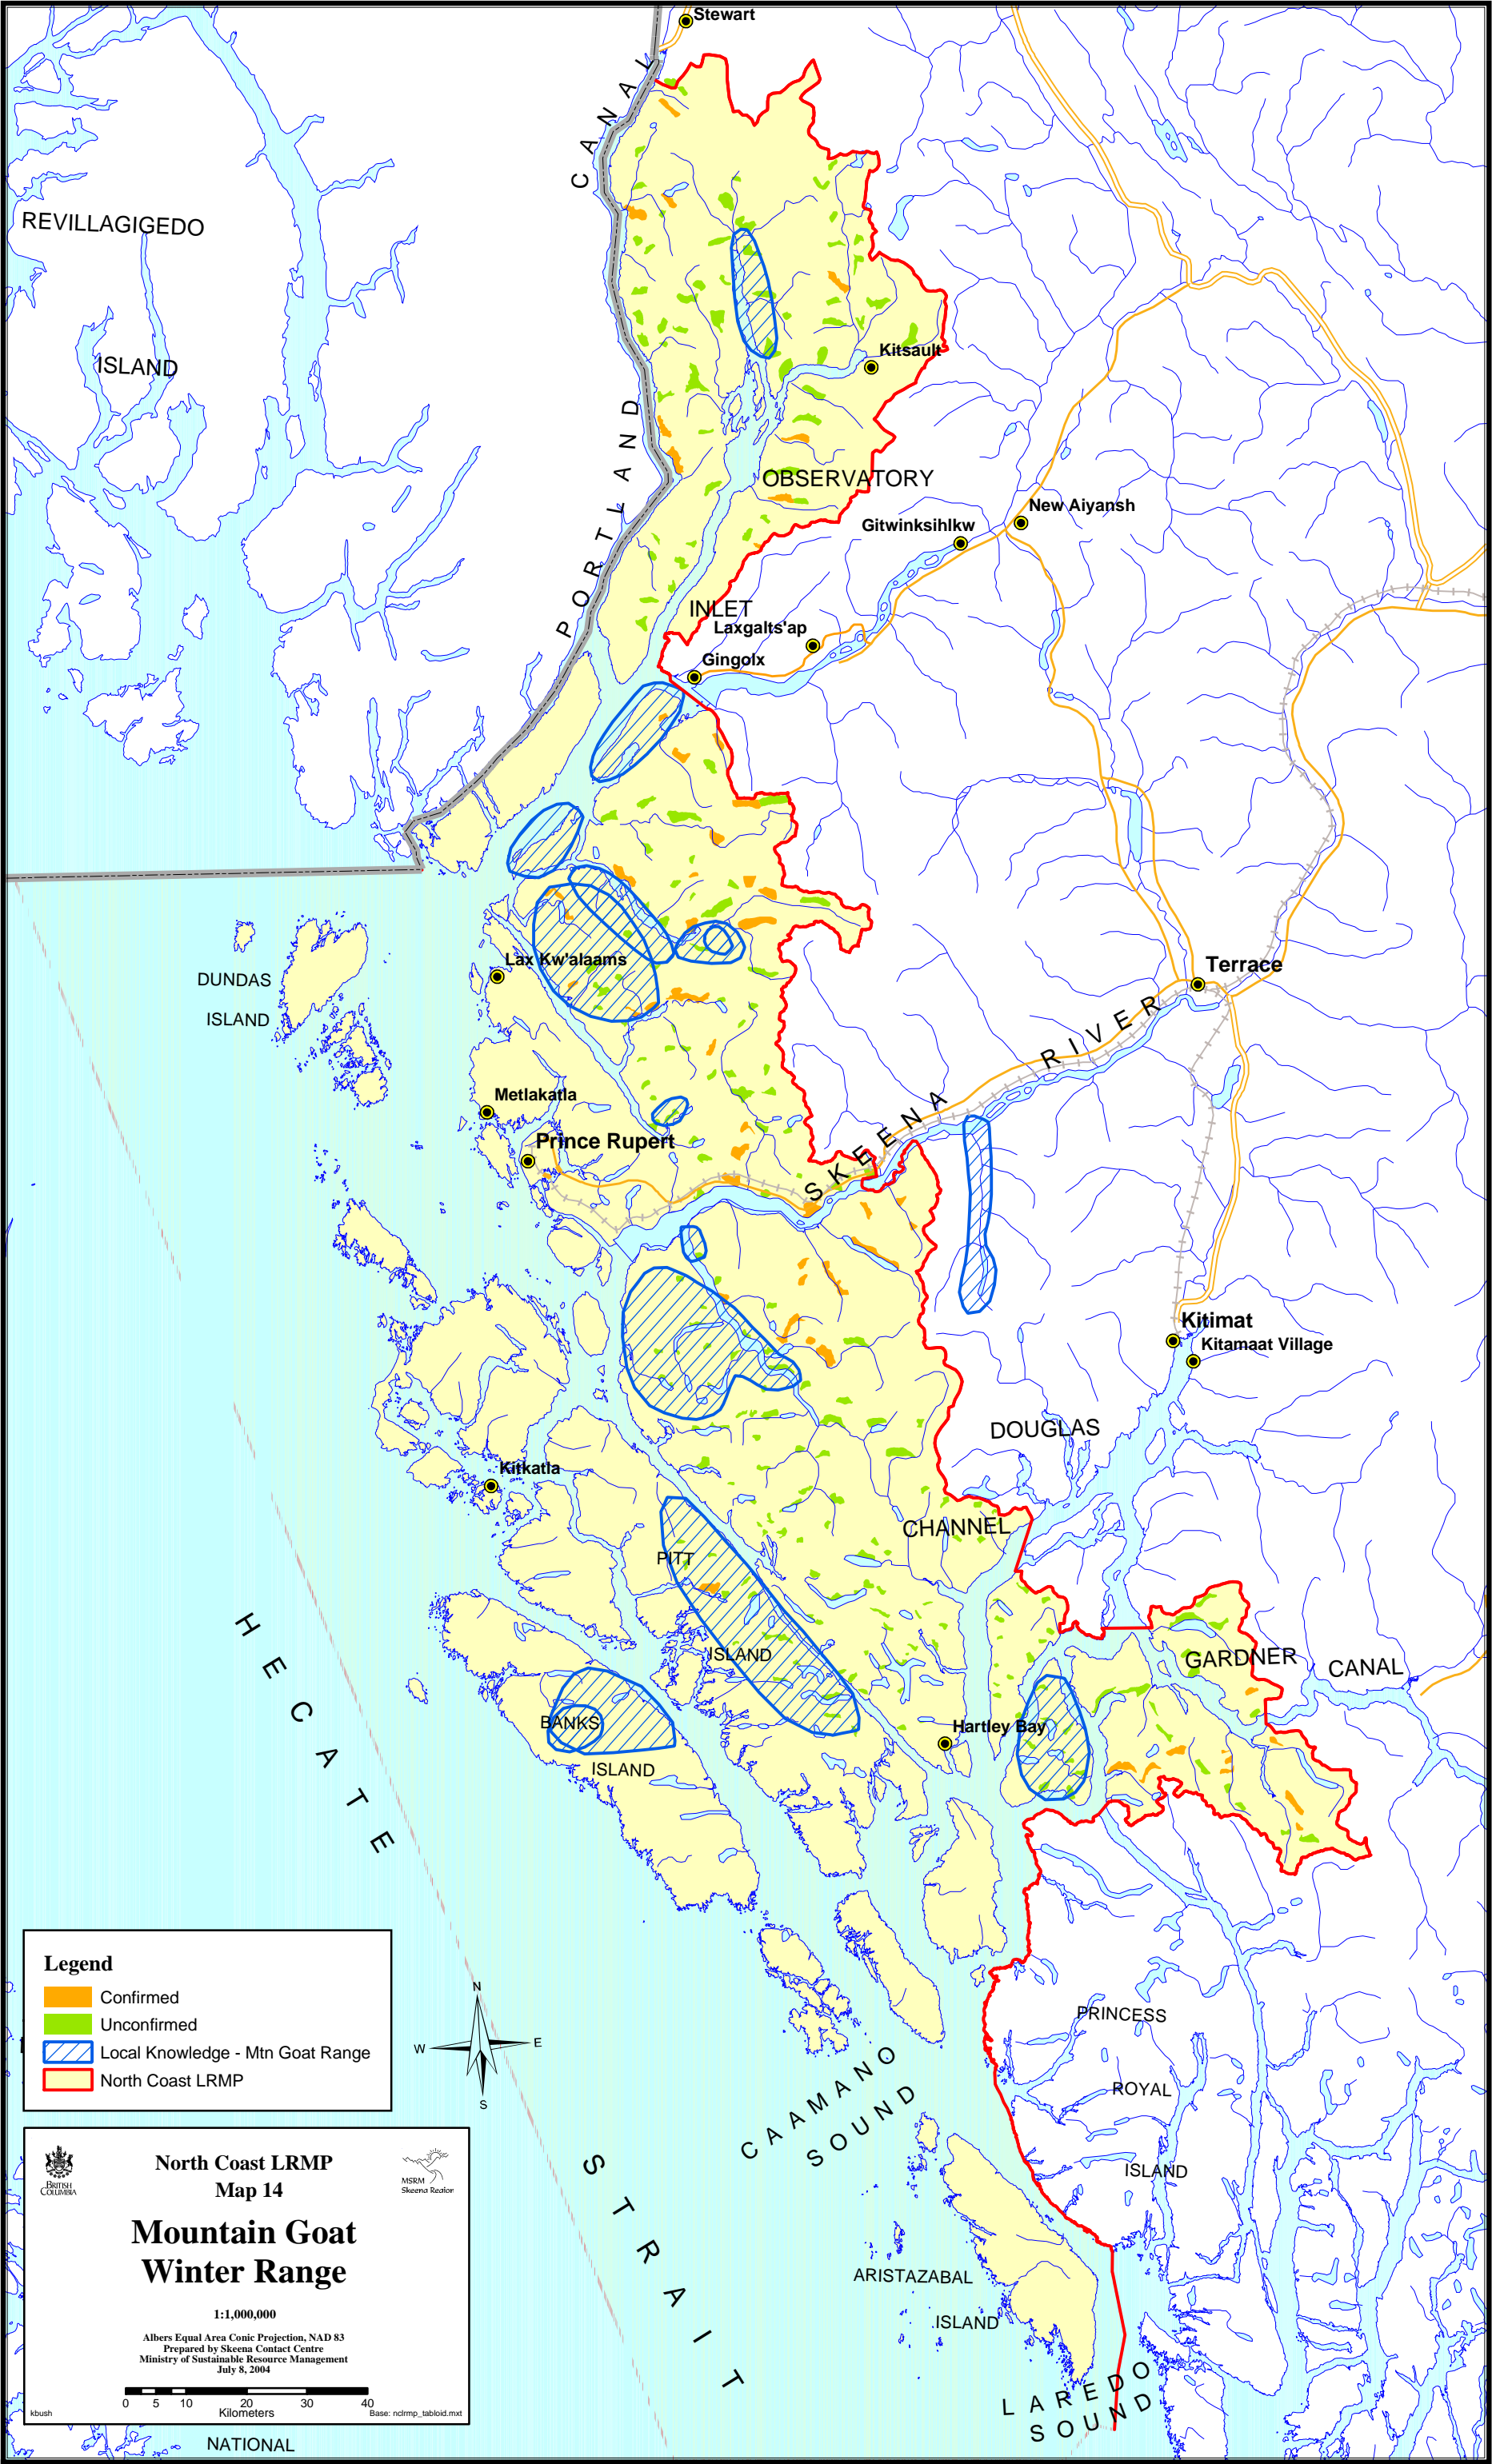 Stewart
CANAL
REVILLAGIGEDO
ISLAND
Kitsault
PORTLAND
OBSERVATORY
New Aiyansh
Gitwinksihlkw
INLET
Laxgalts'ap
Gingolx
Lax Kw'alaams
Terrace
DUNDAS
ISLAND
SKEENA RIVER
Metlakatla
Prince Rupert
Kitimat
Kitamaat Village
DOUGLAS
Kitkatla
CHANNEL
PITT
ISLAND
GARDNER
CANAL
BANKS
ISLAND
Hartley Bay
HECATE
STRAIT
PRINCESS
ROYAL
ISLAND
CAAMANO
SOUND
ARISTAZABAL
ISLAND
LAREDO
SOUND
Legend
Confirmed
Unconfirmed
Local Knowledge - Mtn Goat Range
North Coast LRMP
N
W
E
S
BRITISH
COLUMBIA
North Coast LRMP
Map 14
MSRM
Skeena Region
Mountain Goat
Winter Range
1:1,000,000
Albers Equal Area Conic Projection, NAD 83
Prepared by Skeena Contact Centre
Ministry of Sustainable Resource Management
July 8, 2004
0 5 10 20 30 40
Kilometers
kbush
Base: nclrmp_tabloid.mxt
NATIONAL